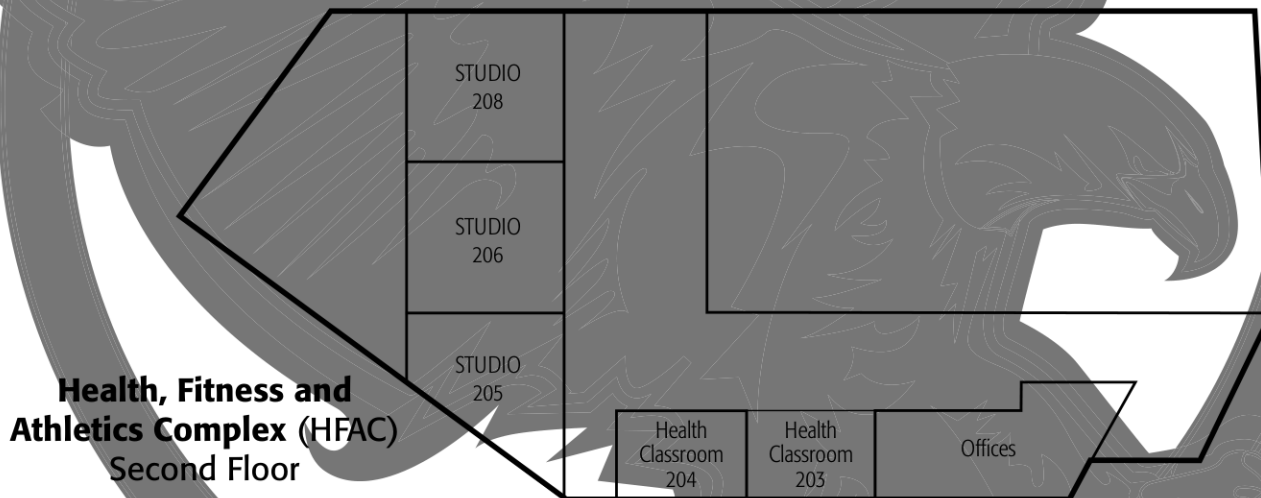 STUDIO
208
STUDIO
206
STUDIO
205
Health, Fitness and
Athletics Complex (HFAC)
Second Floor
Health
Classroom
204
Health
Classroom
203
Offices